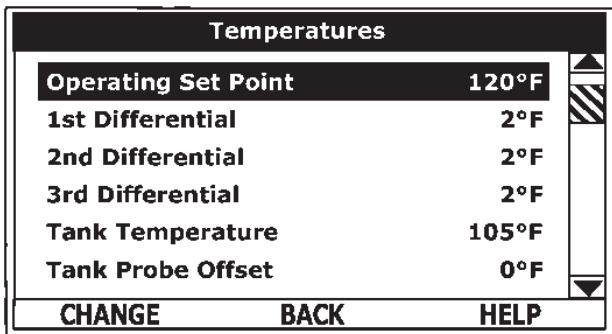 Temperatures
Operating Set Point 120°F
1st Differential 2°F
2nd Differential 2°F
3rd Differential 2°F
Tank Temperature 105°F
Tank Probe Offset 0°F
CHANGE BACK HELP